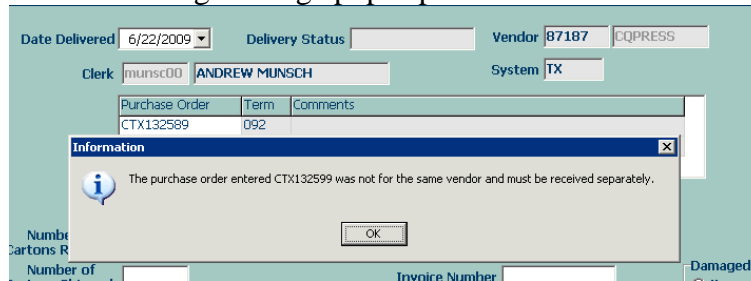 Date Delivered 6/22/2009 Delivery Status Vendor 87187 CQPRESS
Clerk munsc00 ANDREW MUNSCH System TX
Purchase Order Term Comments
CTX132589 092
Information
The purchase order entered CTX132599 was not for the same vendor and must be received separately.
OK
Number of
Invoice Number
Damaged